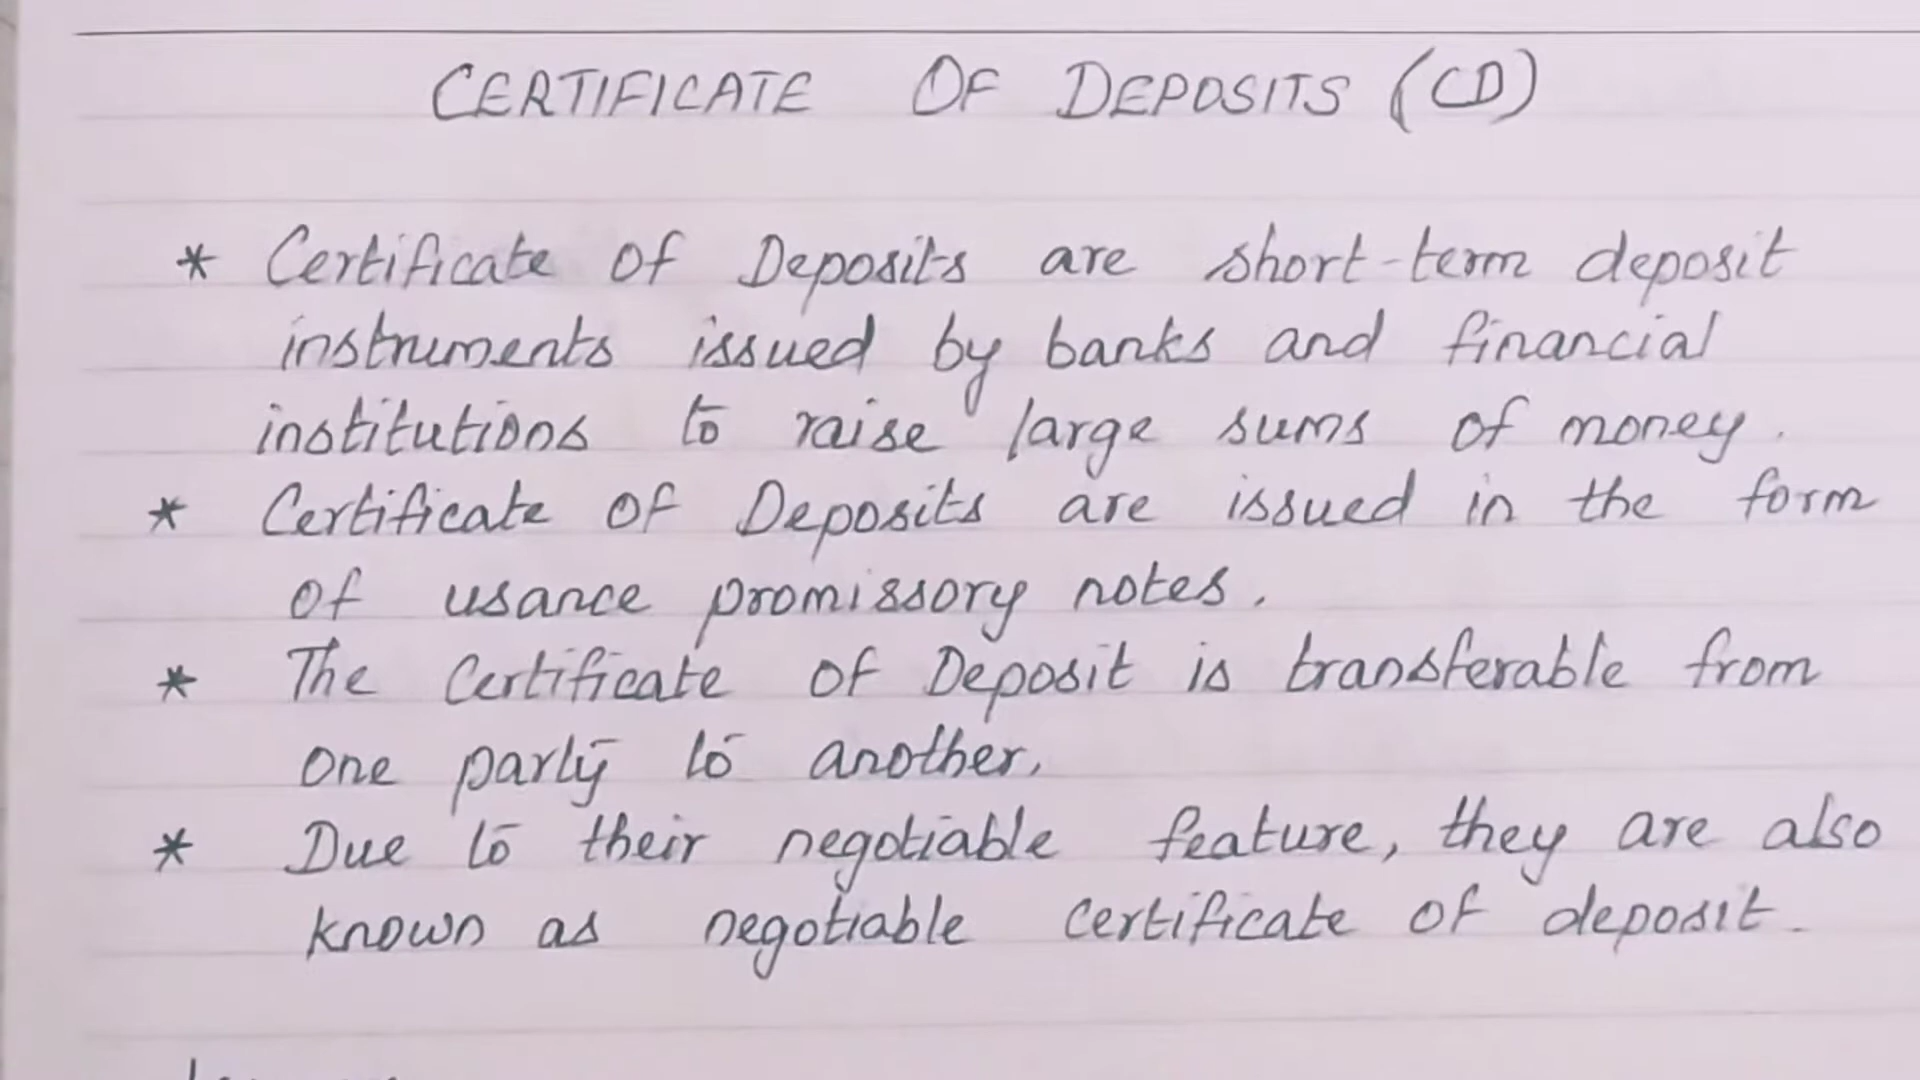 CERTIFICATE OF DEPOSITS (CD)
* Certificate of Deposits are short-term deposit
instruments issued by banks and financial
institutions to raise large sums of money.
* Certificate of Deposits are issued in the form
of usance promissory notes.
* The Certificate of Deposit is transferable from
one party to another.
* Due to their negotiable feature, they are also
known as negotiable certificate of deposit.